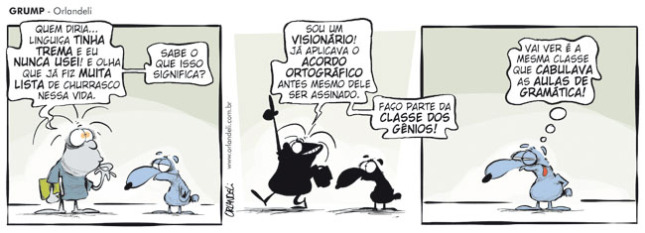 GRUMP - Orlandeli
QUEM DIRIA...
LINGUIÇA TINHA
TREMA E EU
NUNCA USEI! E OLHA
QUE JÁ FIZ MUITA
LISTA DE CHURRASCO
NESSA VIDA.
SABE O
QUE ISSO
SIGNIFICA?
SOU UM
VISIONÁRIO!
JÁ APLICAVA O
ACORDO
ORTOGRÁFICO
ANTES MESMO DELE
SER ASSINADO.
FAÇO PARTE DA
CLASSE DOS
GÊNIOS!
www.orlandeli.com.br
ORLANDELI
VAI VER É A
MESMA CLASSE
QUE CABULAVA
AS AULAS DE
GRAMÁTICA!